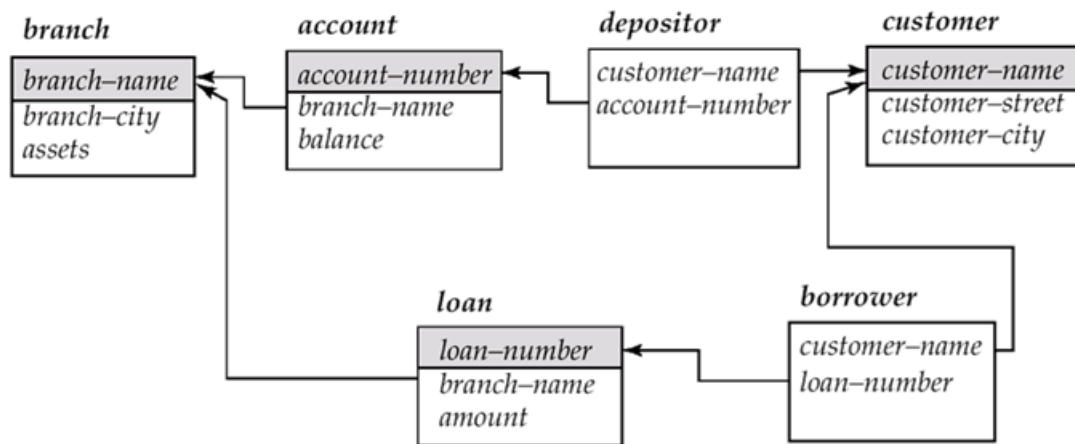 branch
branch–name
branch–city
assets
account
account–number
branch–name
balance
depositor
customer–name
account–number
customer
customer–name
customer–street
customer–city
loan
loan–number
branch–name
amount
borrower
customer–name
loan–number